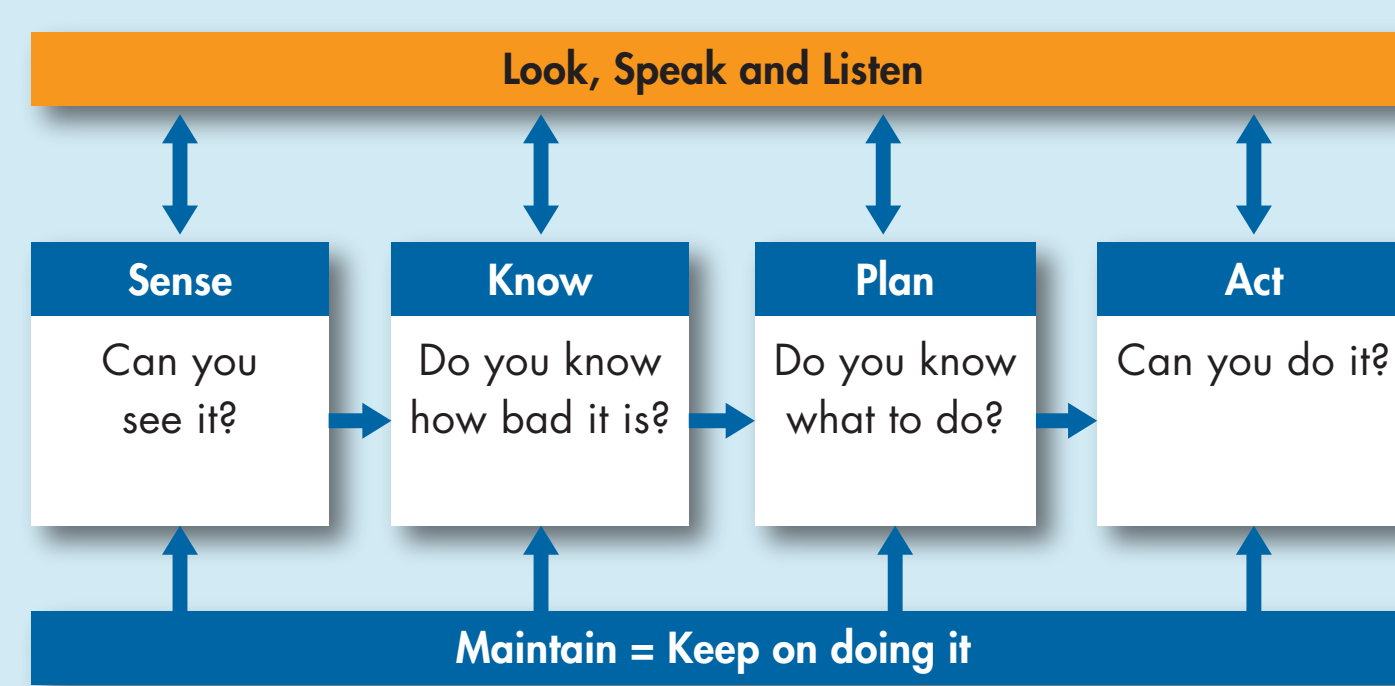 Look, Speak and Listen
Sense
Can you
see it?
Know
Do you know
how bad it is?
Plan
Do you know
what to do?
Act
Can you do it?
Maintain = Keep on doing it